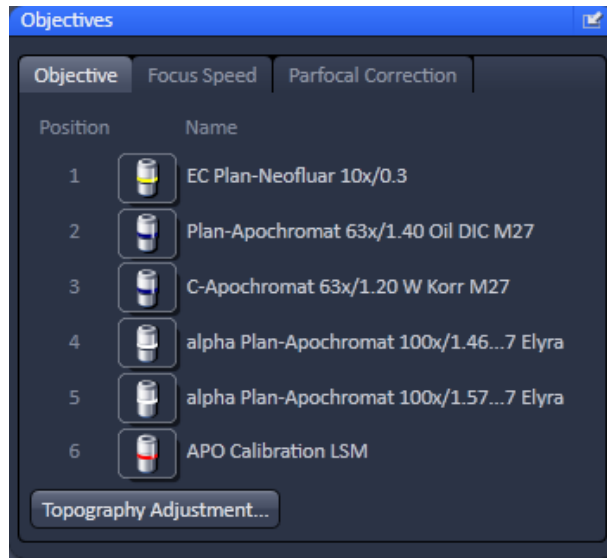 Objectives
Objective Focus Speed Parfocal Correction
Position Name
1 EC Plan-Neofluar 10x/0.3
2 Plan-Apochromat 63x/1.40 Oil DIC M27
3 C-Apochromat 63x/1.20 W Korr M27
4 alpha Plan-Apochromat 100x/1.46...7 Elyra
5 alpha Plan-Apochromat 100x/1.57...7 Elyra
6 APO Calibration LSM
Topography Adjustment...